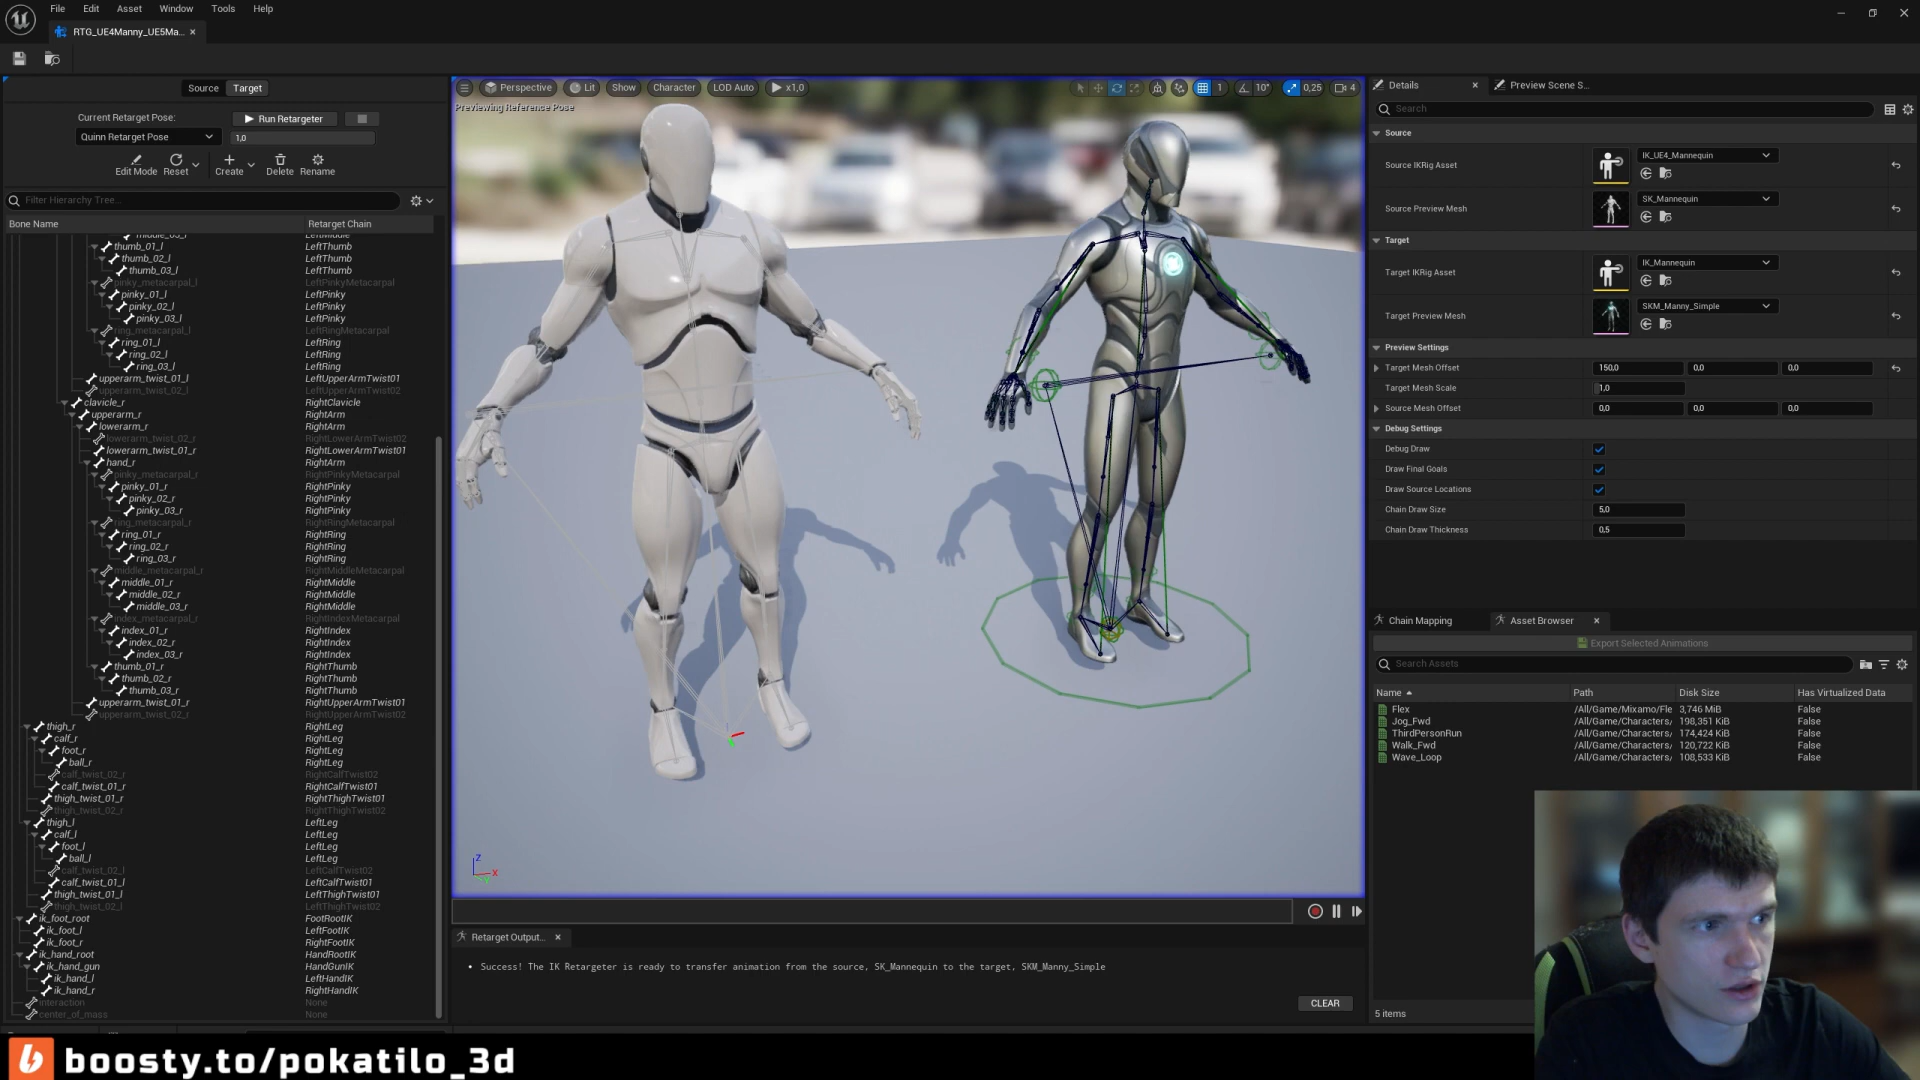 File Edit Asset Window Tools Help
RTG_UE4Manny_UE5Ma...
Source Target
Current Retarget Pose:
Run Retargeter
Quinn Retarget Pose
1,0
Edit Mode Reset Create Delete Rename
Filter Hierarchy Tree...
Bone Name Retarget Chain
thumb_01_l LeftThumb
thumb_02_l LeftThumb
thumb_03_l LeftThumb
pinky_metacarpal_l LeftPinkyMetacarpal
pinky_01_l LeftPinky
pinky_02_l LeftPinky
pinky_03_l LeftPinky
ring_metacarpal_l LeftRingMetacarpal
ring_01_l LeftRing
ring_02_l LeftRing
ring_03_l LeftRing
upperarm_twist_01_l LeftUpperArmTwist01
upperarm_twist_02_l LeftUpperArmTwist02
clavicle_r RightClavicle
upperarm_r RightArm
lowerarm_r RightArm
lowerarm_twist_02_r RightLowerArmTwist02
lowerarm_twist_01_r RightLowerArmTwist01
hand_r RightArm
pinky_metacarpal_r RightPinkyMetacarpal
pinky_01_r RightPinky
pinky_02_r RightPinky
pinky_03_r RightPinky
ring_metacarpal_r RightRingMetacarpal
ring_01_r RightRing
ring_02_r RightRing
ring_03_r RightRing
middle_metacarpal_r RightMiddleMetacarpal
middle_01_r RightMiddle
middle_02_r RightMiddle
middle_03_r RightMiddle
index_metacarpal_r RightIndexMetacarpal
index_01_r RightIndex
index_02_r RightIndex
index_03_r RightIndex
thumb_01_r RightThumb
thumb_02_r RightThumb
thumb_03_r RightThumb
upperarm_twist_01_r RightUpperArmTwist01
upperarm_twist_02_r RightUpperArmTwist02
thigh_r RightLeg
calf_r RightLeg
foot_r RightLeg
ball_r RightLeg
calf_twist_02_r RightCalfTwist02
calf_twist_01_r RightCalfTwist01
thigh_twist_01_r RightThighTwist01
thigh_twist_02_r RightThighTwist02
thigh_l LeftLeg
calf_l LeftLeg
foot_l LeftLeg
ball_l LeftLeg
calf_twist_02_l LeftCalfTwist02
calf_twist_01_l LeftCalfTwist01
thigh_twist_01_l LeftThighTwist01
thigh_twist_02_l LeftThighTwist02
ik_foot_root FootRootIK
ik_foot_l LeftFootIK
ik_foot_r RightFootIK
ik_hand_root HandRootIK
ik_hand_gun HandGunIK
ik_hand_l LeftHandIK
ik_hand_r RightHandIK
interaction None
center_of_mass None
Perspective Lit Show Character LOD Auto x1,0 1 10° 0,25 4
Previewing Reference Pose
Z
X
Retarget Output...
Success! The IK Retargeter is ready to transfer animation from the source, SK_Mannequin to the target, SKM_Manny_Simple
CLEAR
Details Preview Scene S...
Search
Source
Source IKRig Asset IK_UE4_Mannequin
Source Preview Mesh SK_Mannequin
Target
Target IKRig Asset IK_Mannequin
Target Preview Mesh SKM_Manny_Simple
Preview Settings
Target Mesh Offset 150,0 0,0 0,0
Target Mesh Scale 1,0
Source Mesh Offset 0,0 0,0 0,0
Debug Settings
Debug Draw
Draw Final Goals
Draw Source Locations
Chain Draw Size 5,0
Chain Draw Thickness 0,5
Chain Mapping Asset Browser
Export Selected Animations
Search Assets
Name Path Disk Size Has Virtualized Data
Flex /All/Game/Mixamo/Fle 3,746 MiB False
Jog_Fwd /All/Game/Characters/ 198,351 KiB False
ThirdPersonRun /All/Game/Characters/ 174,424 KiB False
Walk_Fwd /All/Game/Characters/ 120,722 KiB False
Wave_Loop /All/Game/Characters/ 108,533 KiB False
5 items
boosty.to/pokatilo_3d